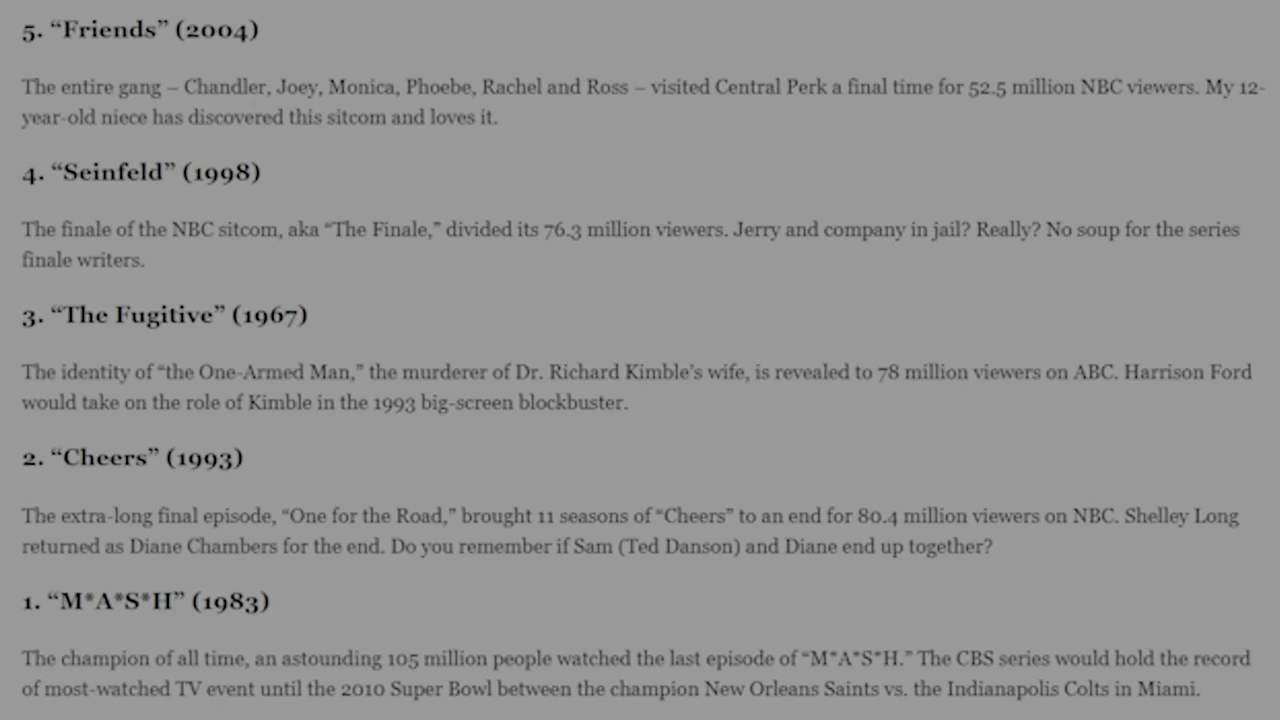 5. “Friends” (2004)
The entire gang – Chandler, Joey, Monica, Phoebe, Rachel and Ross – visited Central Perk a final time for 52.5 million NBC viewers. My 12-
year-old niece has discovered this sitcom and loves it.
4. “Seinfeld” (1998)
The finale of the NBC sitcom, aka “The Finale,” divided its 76.3 million viewers. Jerry and company in jail? Really? No soup for the series
finale writers.
3. “The Fugitive” (1967)
The identity of “the One-Armed Man,” the murderer of Dr. Richard Kimble’s wife, is revealed to 78 million viewers on ABC. Harrison Ford
would take on the role of Kimble in the 1993 big-screen blockbuster.
2. “Cheers” (1993)
The extra-long final episode, “One for the Road,” brought 11 seasons of “Cheers” to an end for 80.4 million viewers on NBC. Shelley Long
returned as Diane Chambers for the end. Do you remember if Sam (Ted Danson) and Diane end up together?
1. “M*A*S*H” (1983)
The champion of all time, an astounding 105 million people watched the last episode of “M*A*S*H.” The CBS series would hold the record
of most-watched TV event until the 2010 Super Bowl between the champion New Orleans Saints vs. the Indianapolis Colts in Miami.